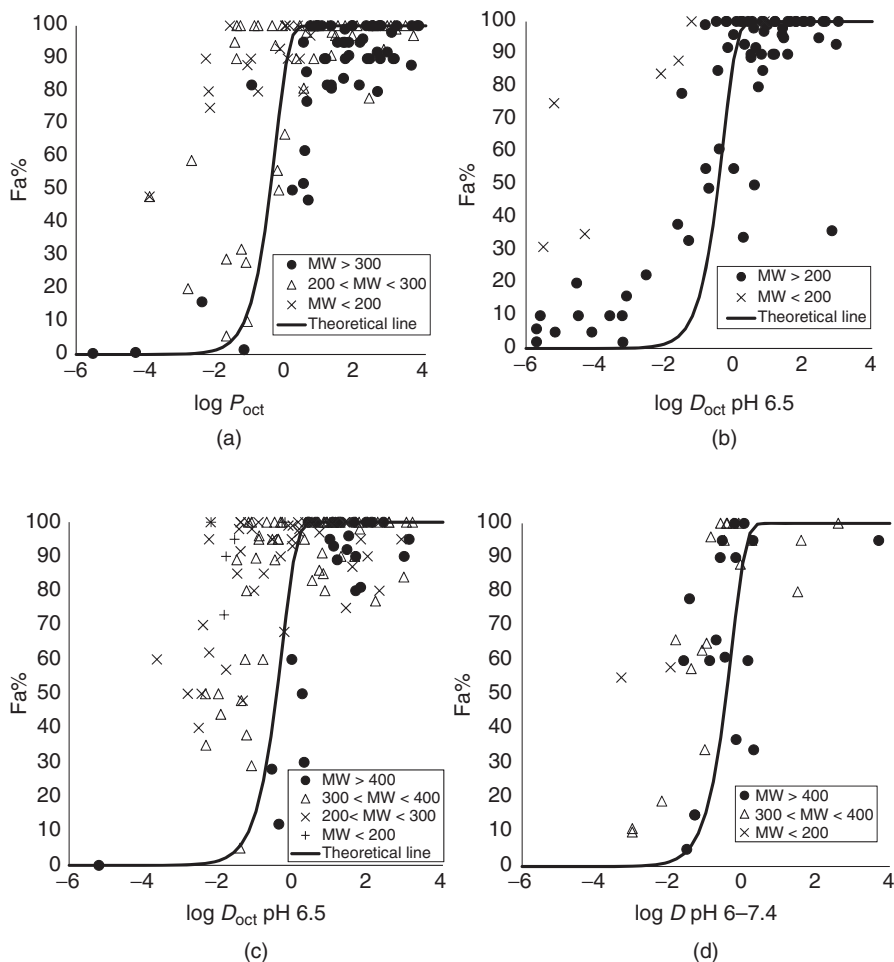 Fa%
100
90
80
70
60
50
40
30
20
10
0
MW > 300
200 < MW < 300
MW < 200
Theoretical line
−6 −4 −2 0 2 4
log Poct
(a)
Fa%
100
90
80
70
60
50
40
30
20
10
0
MW > 200
MW < 200
Theoretical line
−6 −4 −2 0 2 4
log Doct pH 6.5
(b)
Fa%
100
90
80
70
60
50
40
30
20
10
0
MW > 400
300 < MW < 400
200< MW < 300
MW < 200
Theoretical line
−6 −4 −2 0 2 4
log Doct pH 6.5
(c)
Fa%
100
90
80
70
60
50
40
30
20
10
0
MW > 400
300 < MW < 400
MW < 200
−6 −4 −2 0 2 4
log D pH 6–7.4
(d)